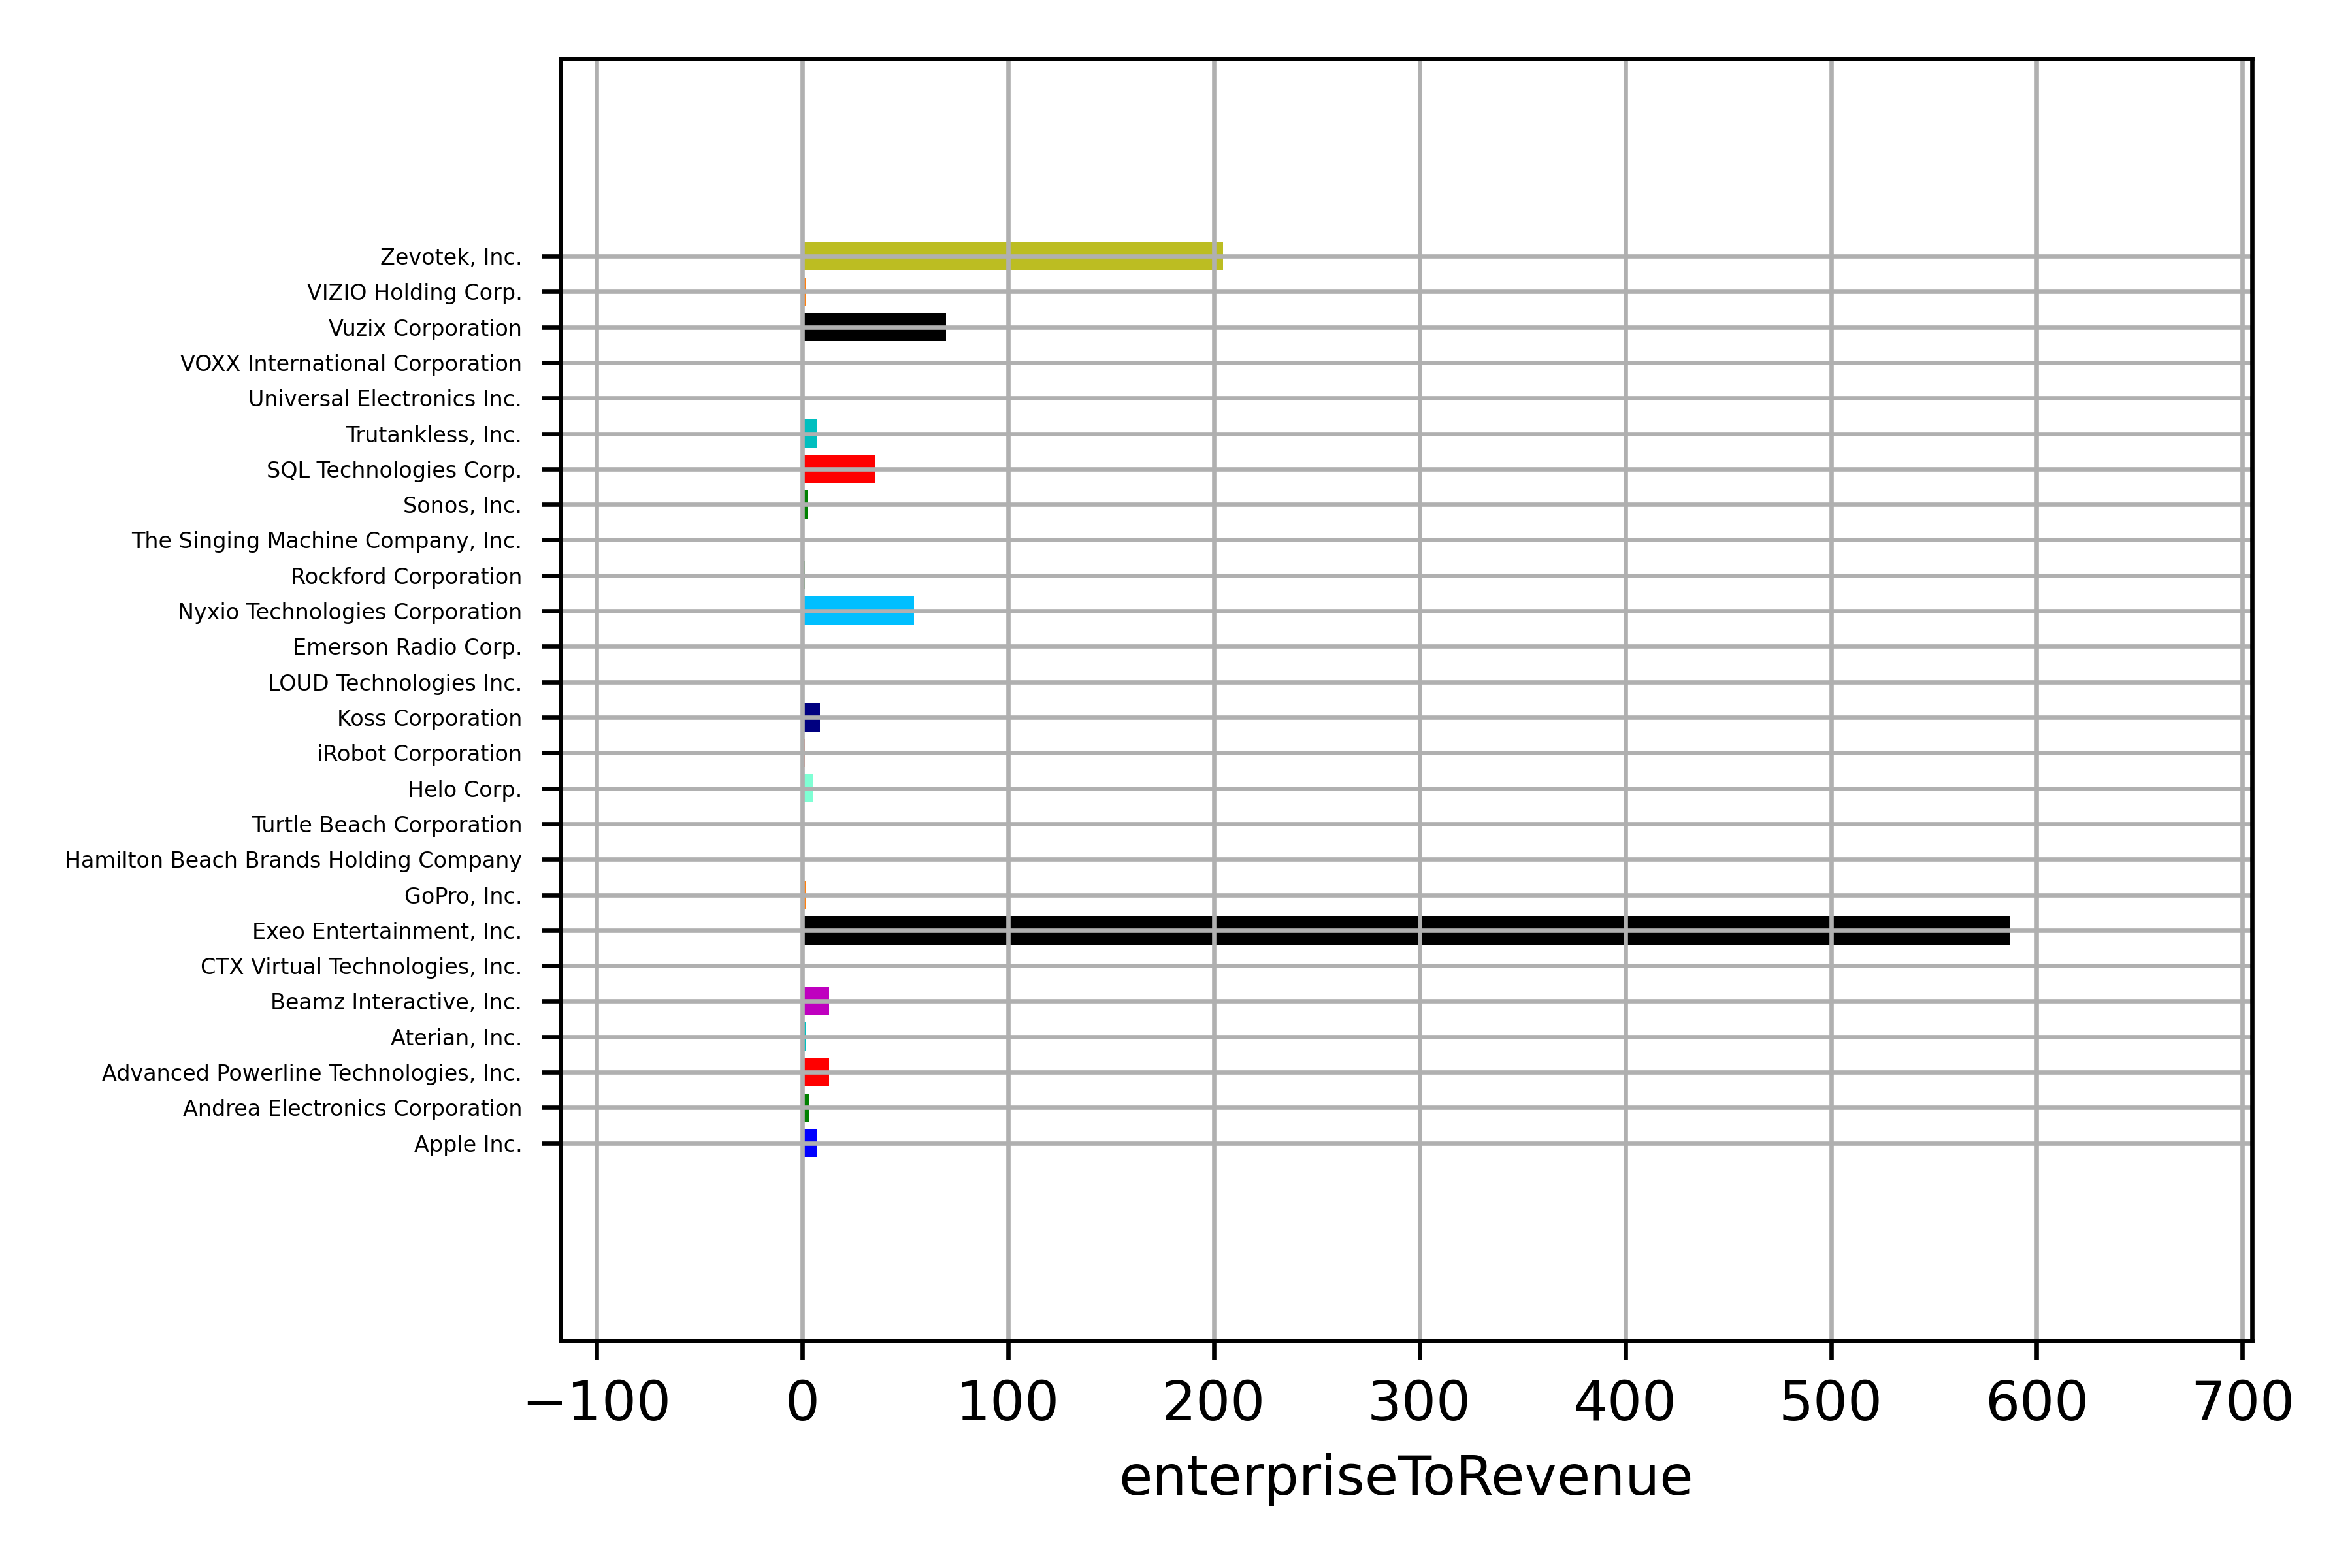 Zevotek, Inc.
VIZIO Holding Corp.
Vuzix Corporation
VOXX International Corporation
Universal Electronics Inc.
Trutankless, Inc.
SQL Technologies Corp.
Sonos, Inc.
The Singing Machine Company, Inc.
Rockford Corporation
Nyxio Technologies Corporation
Emerson Radio Corp.
LOUD Technologies Inc.
Koss Corporation
iRobot Corporation
Helo Corp.
Turtle Beach Corporation
Hamilton Beach Brands Holding Company
GoPro, Inc.
Exeo Entertainment, Inc.
CTX Virtual Technologies, Inc.
Beamz Interactive, Inc.
Aterian, Inc.
Advanced Powerline Technologies, Inc.
Andrea Electronics Corporation
Apple Inc.
−100 0 100 200 300 400 500 600 700
enterpriseToRevenue